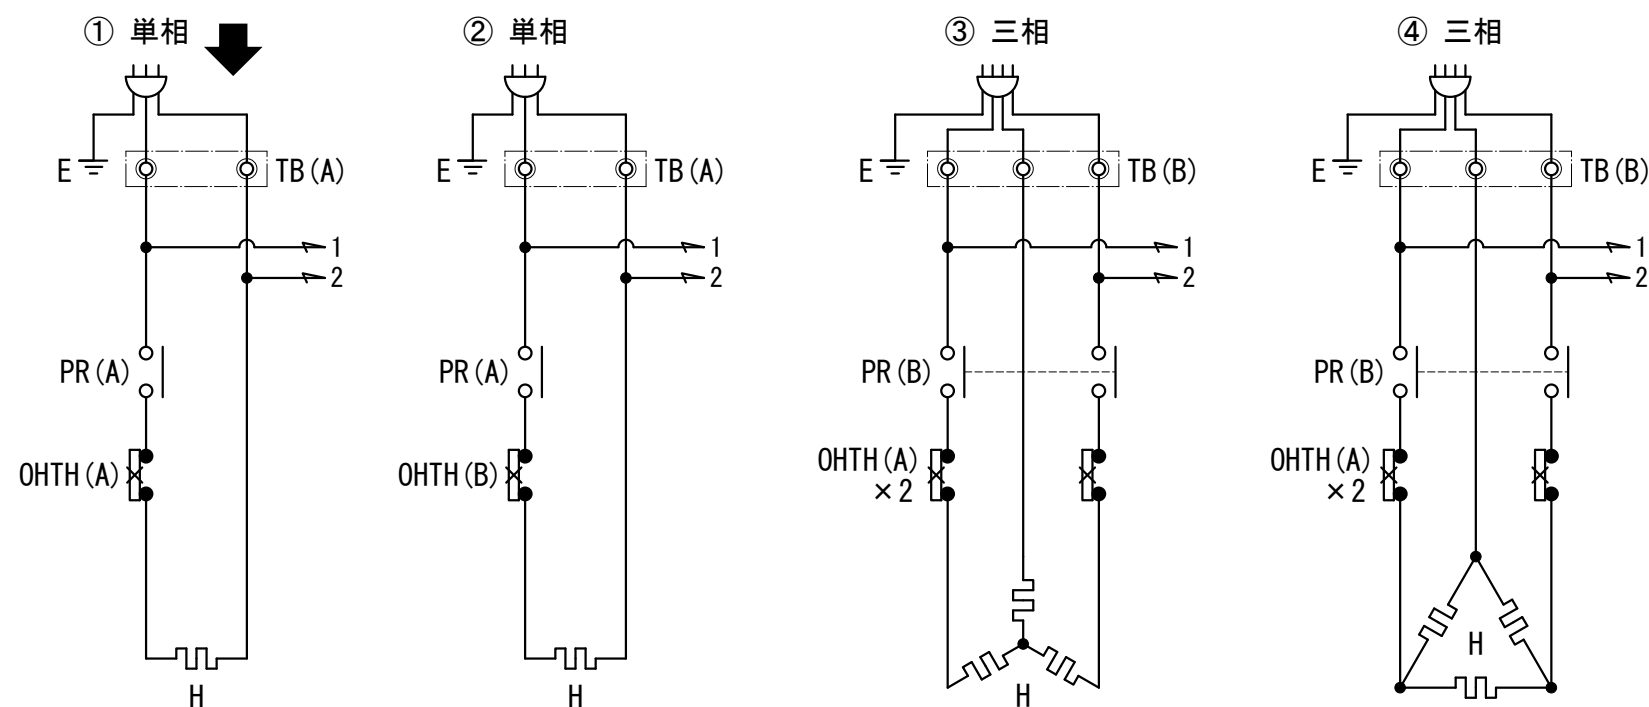 ① 単相
E
TB(A)
1
2
PR(A)
OHTH(A)
H
② 単相
E
TB(A)
1
2
PR(A)
OHTH(B)
H
③ 三相
E
TB(B)
1
2
PR(B)
OHTH(A)
×2
H
④ 三相
E
TB(B)
1
2
PR(B)
OHTH(A)
×2
H